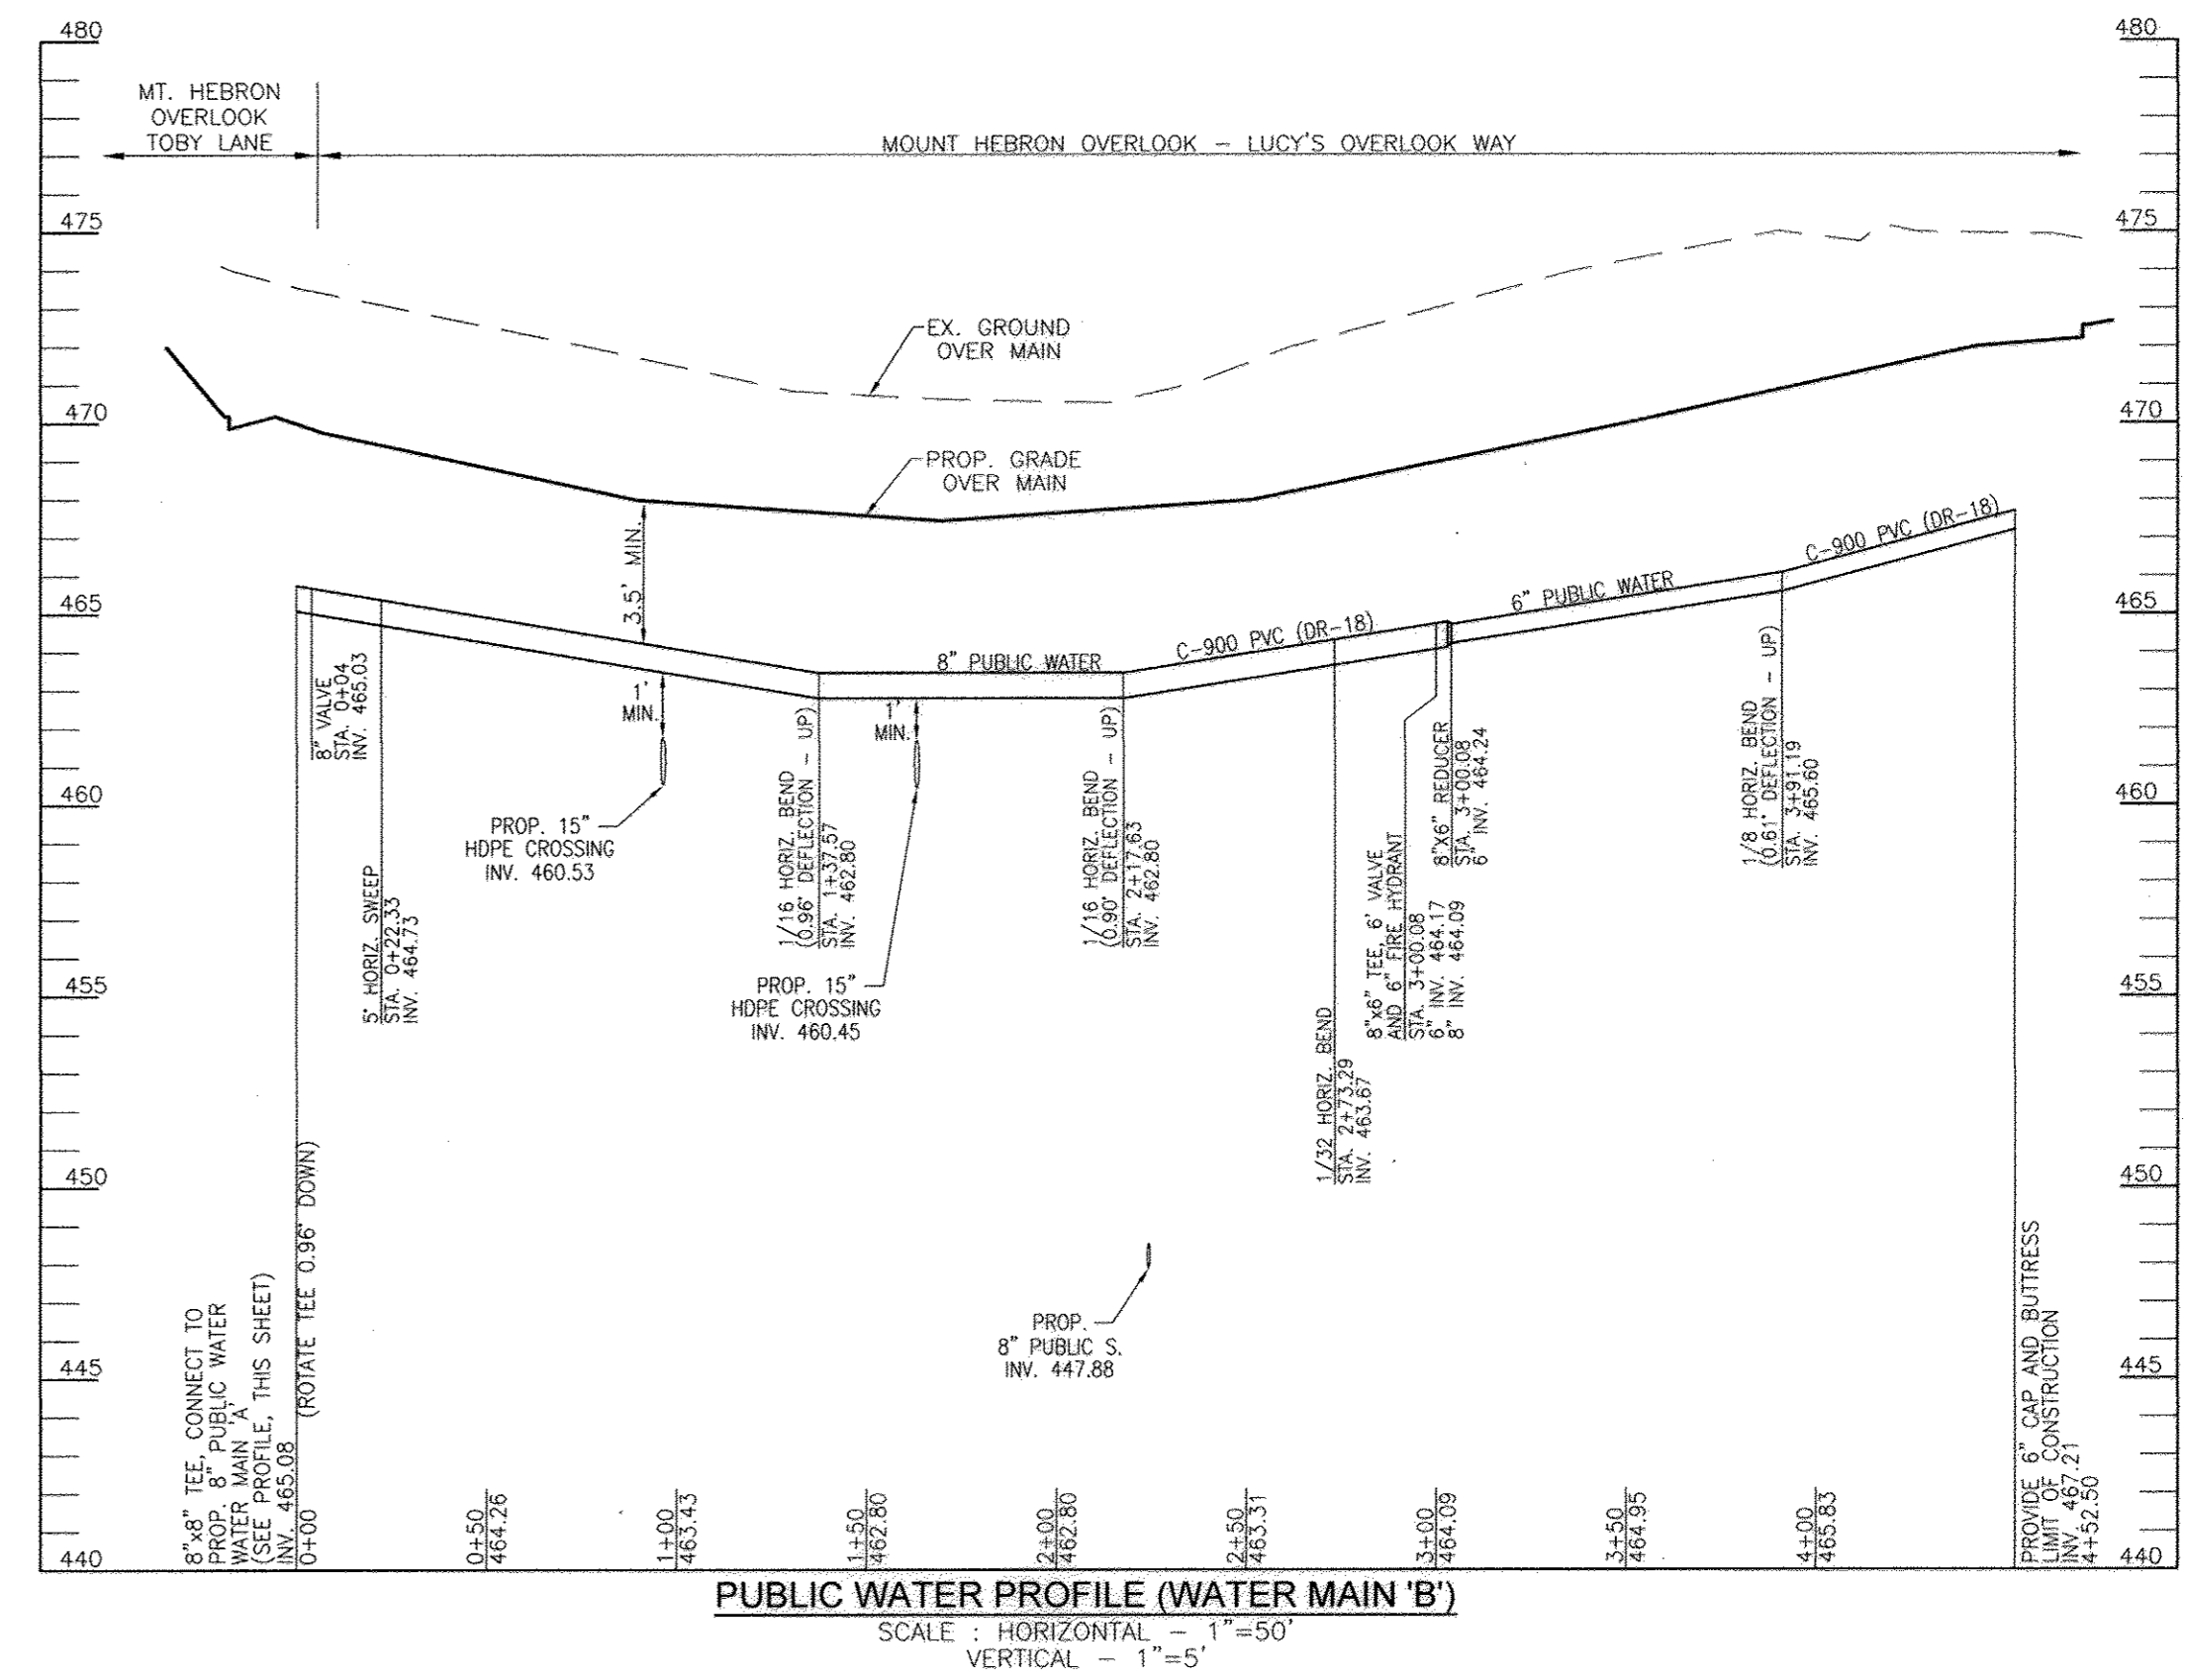 480
480
MT. HEBRON
OVERLOOK
TOBY LANE
MOUNT HEBRON OVERLOOK – LUCY'S OVERLOOK WAY
475
475
EX. GROUND
OVER MAIN
470
470
PROP. GRADE
OVER MAIN
3.5' MIN.
C-900 PVC (DR-18)
465
465
6" PUBLIC WATER
C-900 PVC (DR-18)
8" PUBLIC WATER
8" VALVE
STA. 0+04
INV. 465.03
1'
MIN.
1'
MIN.
5° HORIZ. SWEEP
STA. 0+22.33
INV. 464.73
PROP. 15"
HDPE CROSSING
INV. 460.53
1/16 HORIZ. BEND
(0.96° DEFLECTION – UP)
STA. 1+37.57
INV. 462.80
PROP. 15"
HDPE CROSSING
INV. 460.45
1/16 HORIZ. BEND
(0.90° DEFLECTION – UP)
STA. 2+17.63
INV. 462.80
1/32 HORIZ. BEND
STA. 2+73.29
INV. 463.67
8"x6" TEE, 6' VALVE
AND 6" FIRE HYDRANT
STA. 3+00.08
6" INV. 464.17
8" INV. 464.09
8"x6" REDUCER
STA. 3+00.08
6" INV. 464.24
1/8 HORIZ. BEND
(0.61° DEFLECTION – UP)
STA. 3+91.19
INV. 465.60
460
460
455
455
450
450
445
445
440
440
PROP.
8" PUBLIC S.
INV. 447.88
8"x8" TEE, CONNECT TO
PROP. 8" PUBLIC WATER
WATER MAIN 'A'
(SEE PROFILE, THIS SHEET)
INV. 465.08
(ROTATE TEE 0.96° DOWN)
0+00
0+50
464.26
1+00
463.43
1+50
462.80
2+00
462.80
2+50
463.31
3+00
464.09
3+50
464.95
4+00
465.83
PROVIDE 6" CAP AND BUTTRESS
LIMIT OF CONSTRUCTION
INV. 467.21
4+52.50
PUBLIC WATER PROFILE (WATER MAIN 'B')
SCALE : HORIZONTAL – 1"=50'
VERTICAL – 1"=5'